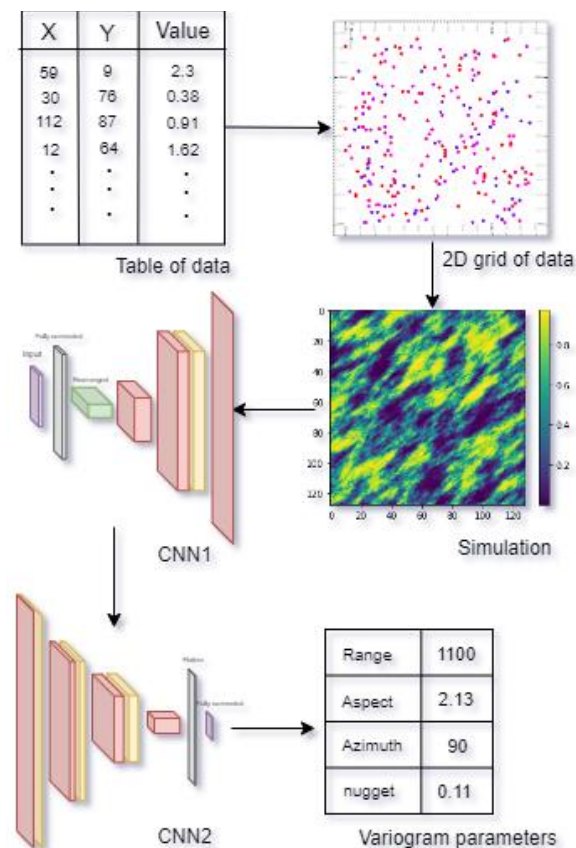 X Y Value
59 9 2.3
30 76 0.38
112 87 0.91
12 64 1.62
Table of data
2D grid of data
Fully connected
Input
Rearranged
CNN1
0
20
40
60
80
100
120
0 20 40 60 80 100 120
0.8
0.6
0.4
0.2
Simulation
Fully connected
CNN2
Range 1100
Aspect 2.13
Azimuth 90
nugget 0.11
Variogram parameters